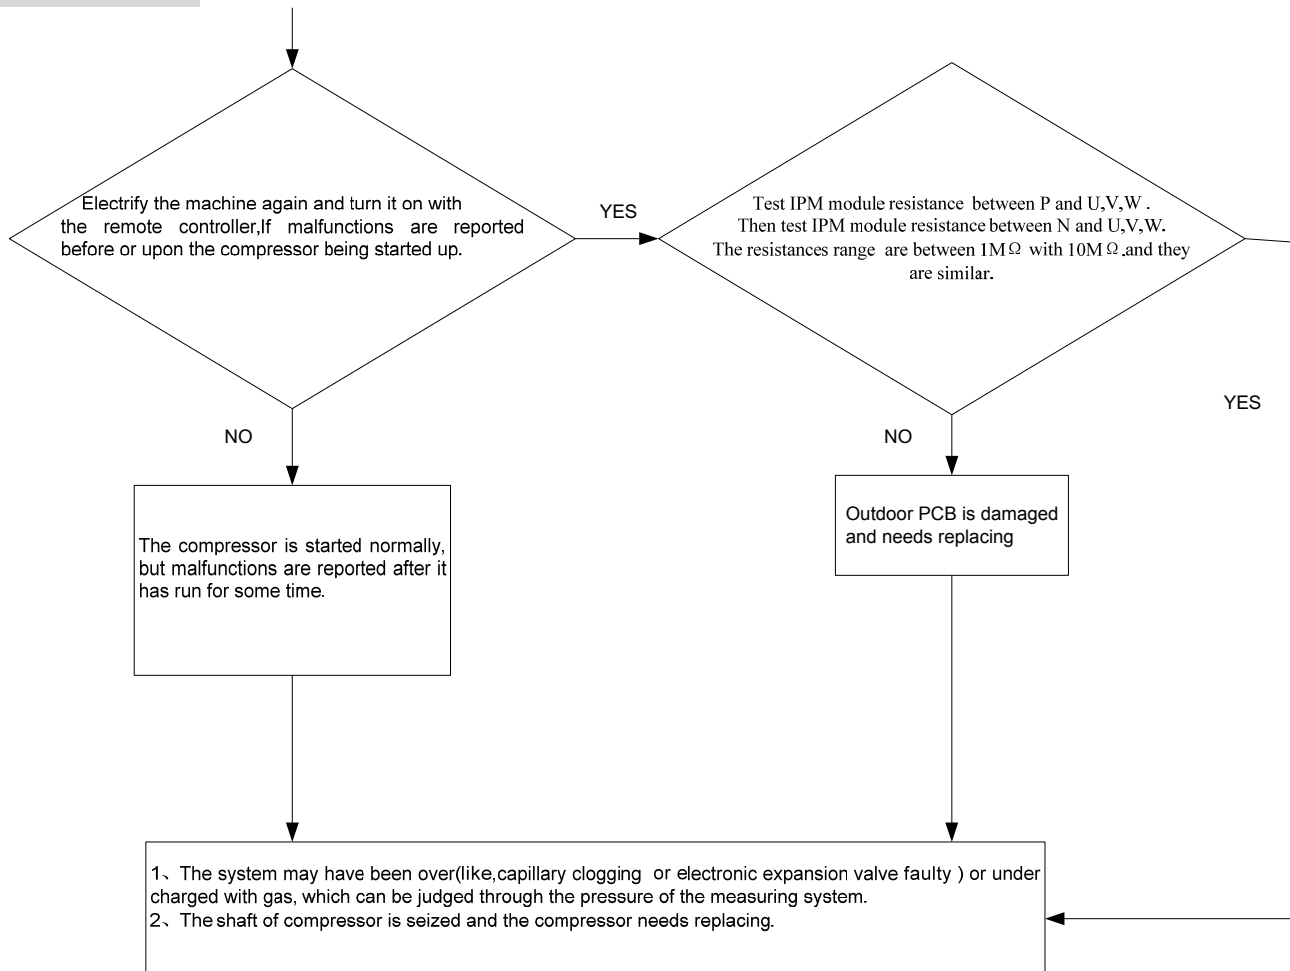 Electrify the machine again and turn it on with
the remote controller,If malfunctions are reported
before or upon the compressor being started up.
YES
Test IPM module resistance between P and U,V,W .
Then test IPM module resistance between N and U,V,W.
The resistances range are between 1MΩ with 10MΩ.and they
are similar.
YES
NO
NO
The compressor is started normally,
but malfunctions are reported after it
has run for some time.
Outdoor PCB is damaged
and needs replacing
1、The system may have been over(like,capillary clogging or electronic expansion valve faulty ) or under
charged with gas, which can be judged through the pressure of the measuring system.
2、The shaft of compressor is seized and the compressor needs replacing.